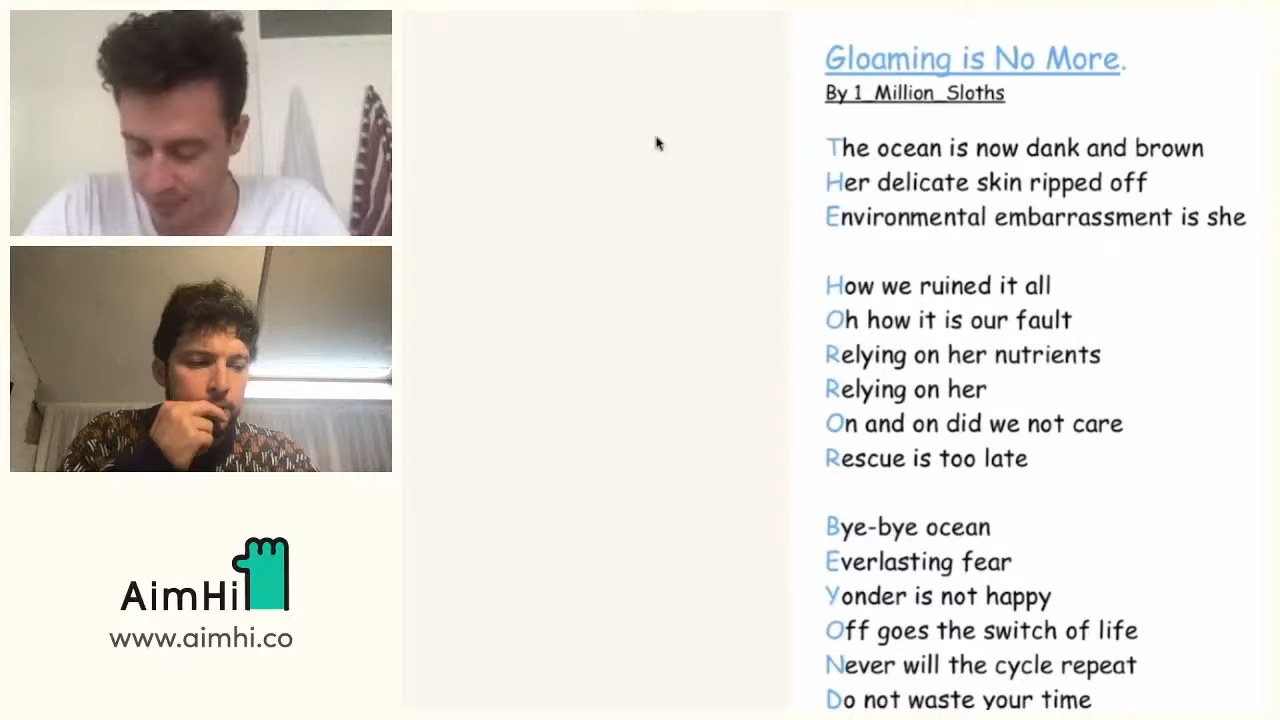 AimHi
www.aimhi.co
Gloaming is No More.
By 1_Million_Sloths
The ocean is now dank and brown
Her delicate skin ripped off
Environmental embarrassment is she
How we ruined it all
Oh how it is our fault
Relying on her nutrients
Relying on her
On and on did we not care
Rescue is too late
Bye-bye ocean
Everlasting fear
Yonder is not happy
Off goes the switch of life
Never will the cycle repeat
Do not waste your time